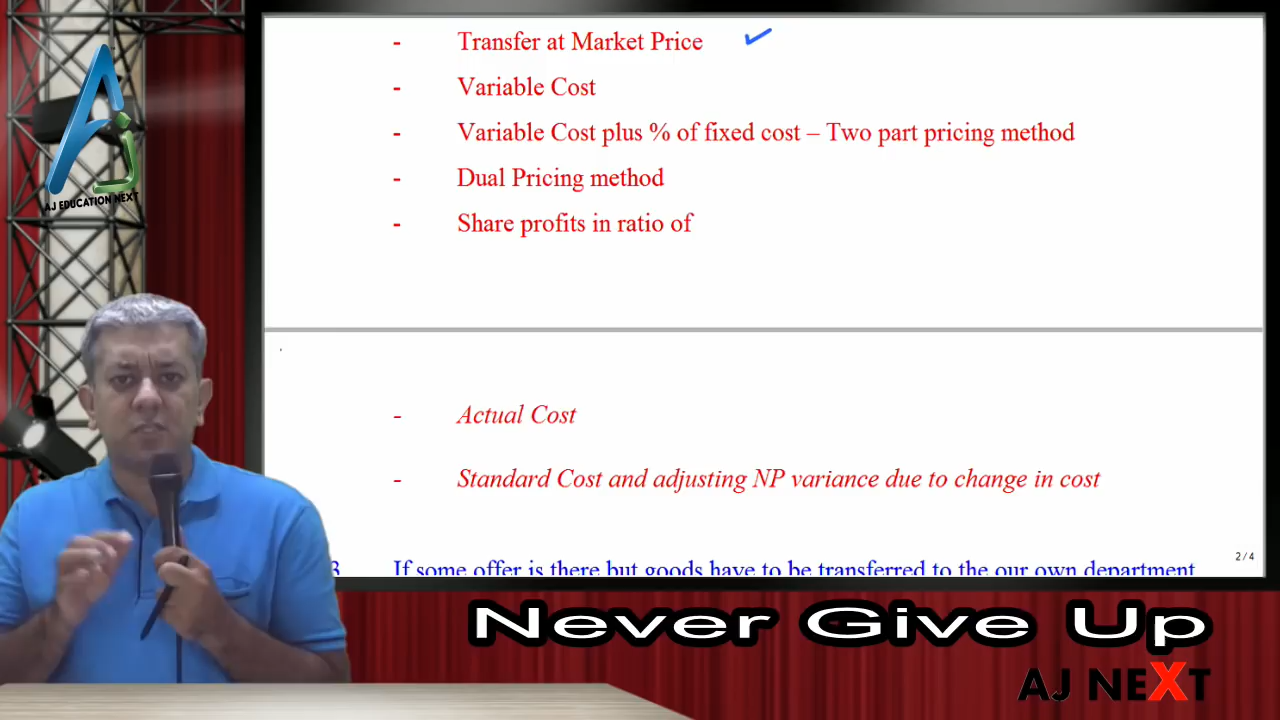 - Transfer at Market Price
- Variable Cost
- Variable Cost plus % of fixed cost – Two part pricing method
- Dual Pricing method
- Share profits in ratio of
- Actual Cost
- Standard Cost and adjusting NP variance due to change in cost
2/4
3 If some offer is there but goods have to be transferred to the our own department
AJ EDUCATION NEXT
Never Give Up
AJ NEXT